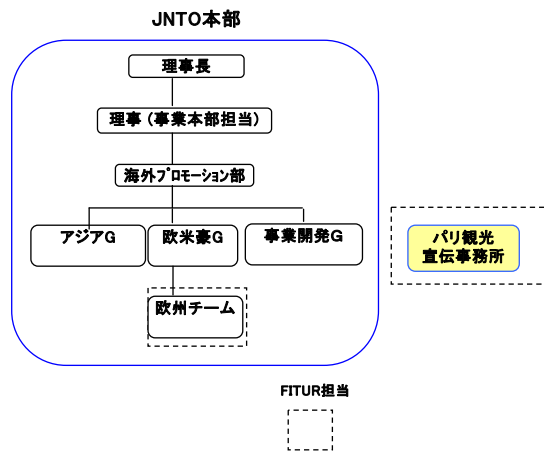 JNTO本部
理事長
理事（事業本部担当）
海外ﾌﾟﾛﾓｰｼｮﾝ部
アジアG
欧米豪G
事業開発G
欧州チーム
パリ観光
宣伝事務所
FITUR担当